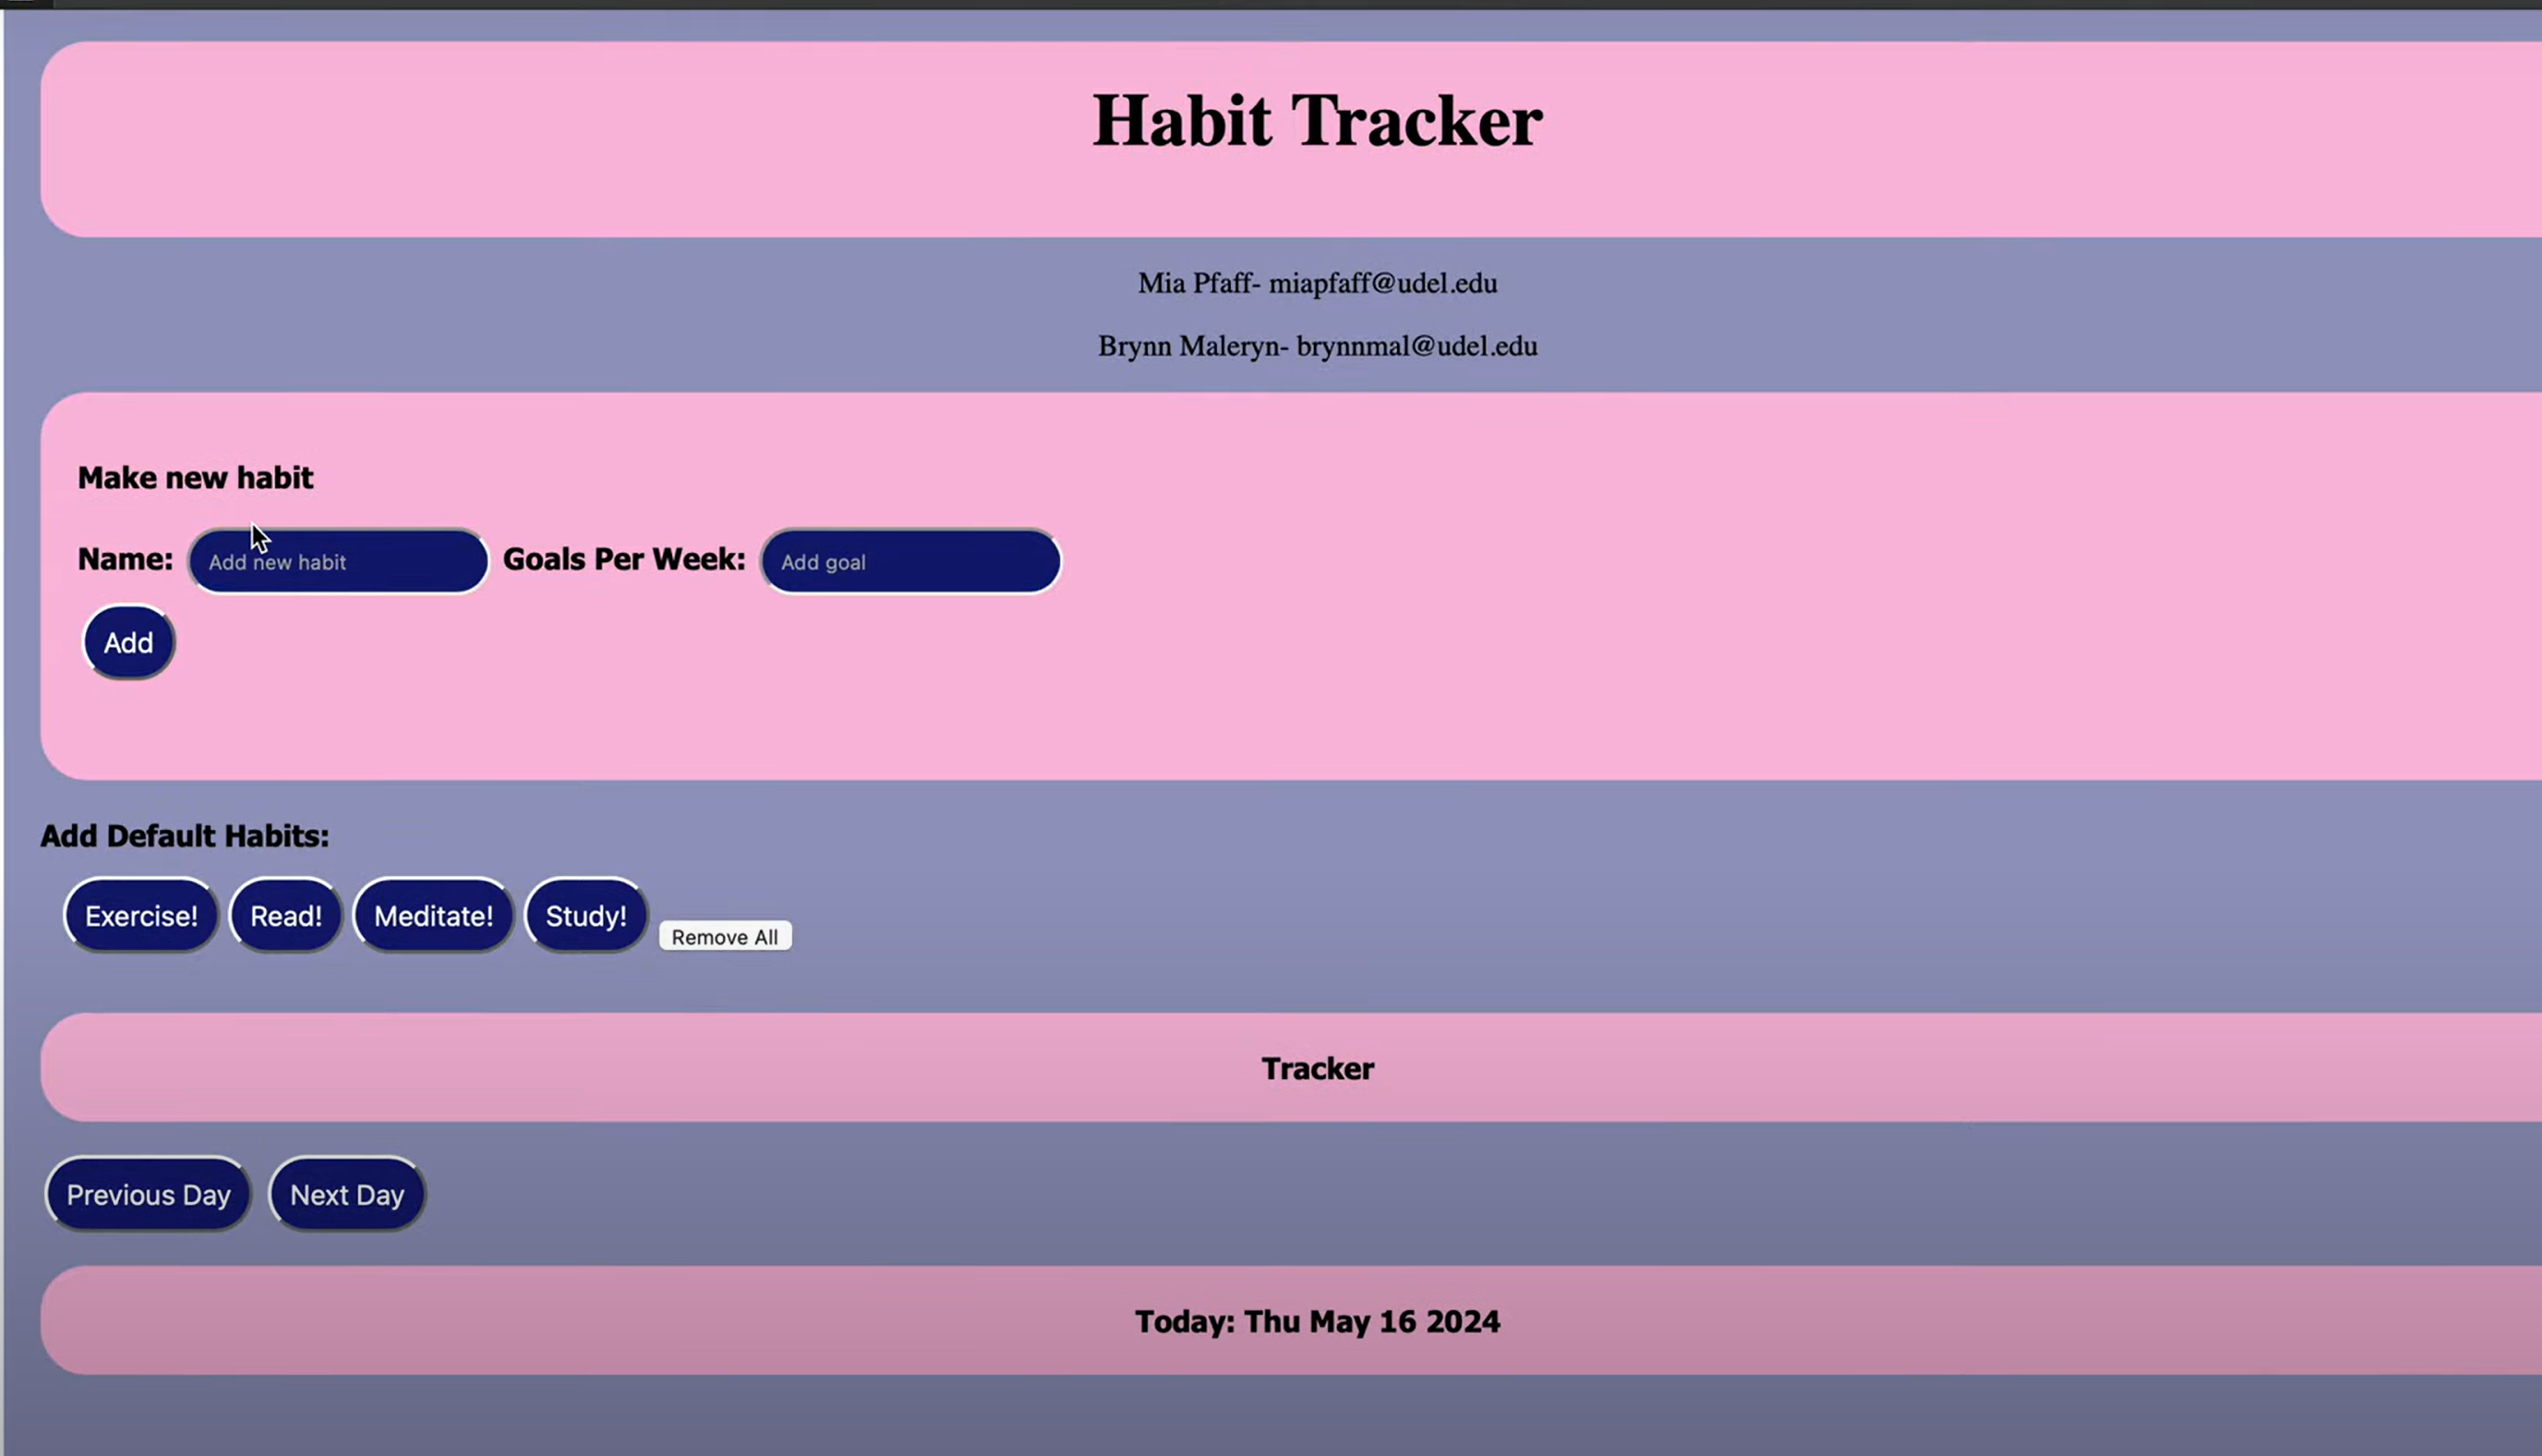 Habit Tracker
Mia Pfaff- miapfaff@udel.edu
Brynn Maleryn- brynnmal@udel.edu
Make new habit
Name: Add new habit Goals Per Week: Add goal
Add
Add Default Habits:
Exercise! Read! Meditate! Study! Remove All
Tracker
Previous Day Next Day
Today: Thu May 16 2024